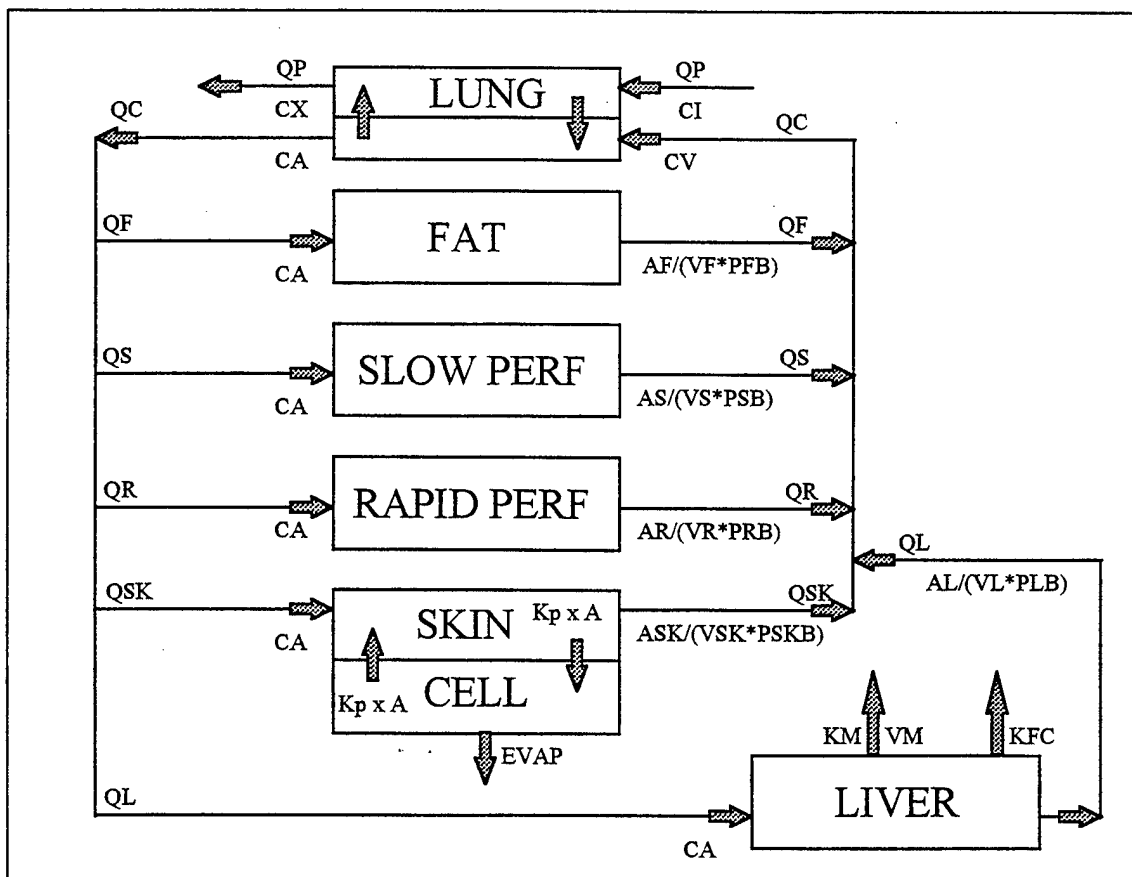 QP
LUNG
QP
QC
CX
CI
QC
CA
CV
QF
FAT
QF
CA
AF/(VF*PFB)
QS
SLOW PERF
QS
CA
AS/(VS*PSB)
QR
RAPID PERF
QR
CA
AR/(VR*PRB)
QL
AL/(VL*PLB)
QSK
SKIN
Kp x A
QSK
CA
ASK/(VSK*PSKB)
Kp x A
CELL
EVAP
KM
VM
KFC
QL
LIVER
CA